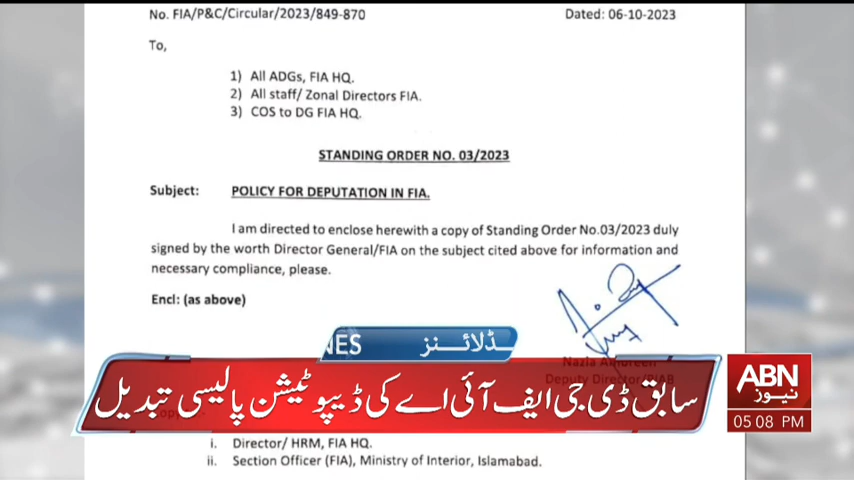 No. FIA/P&C/Circular/2023/849-870
Dated: 06-10-2023
To,
1) All ADGs, FIA HQ.
2) All staff/ Zonal Directors FIA.
3) COS to DG FIA HQ.
STANDING ORDER NO. 03/2023
Subject: POLICY FOR DEPUTATION IN FIA.
I am directed to enclose herewith a copy of Standing Order No.03/2023 duly
signed by the worth Director General/FIA on the subject cited above for information and
necessary compliance, please.
Encl: (as above)
Deputy Director
سابق ڈی جی ایف آئی اے کی ڈیپوٹیشن پالیسی تبدیل
ABN
نیوز
05:08 PM
i. Director/ HRM, FIA HQ.
ii. Section Officer (FIA), Ministry of Interior, Islamabad.